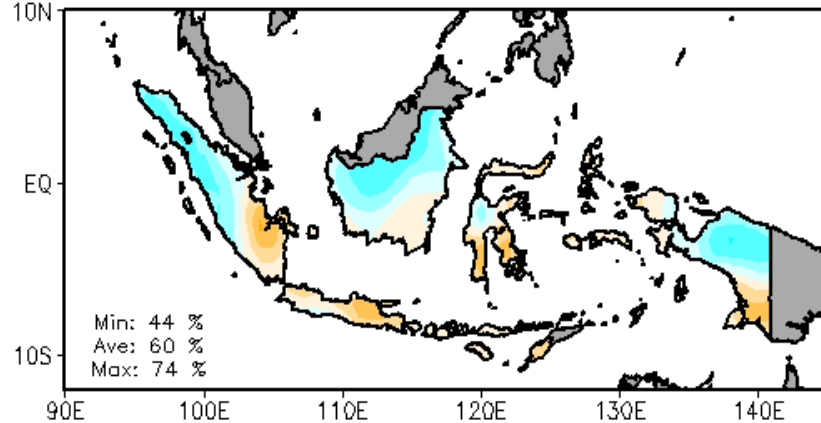 10N
EQ
10S
Min: 44 %
Ave: 60 %
Max: 74 %
90E 100E 110E 120E 130E 140E